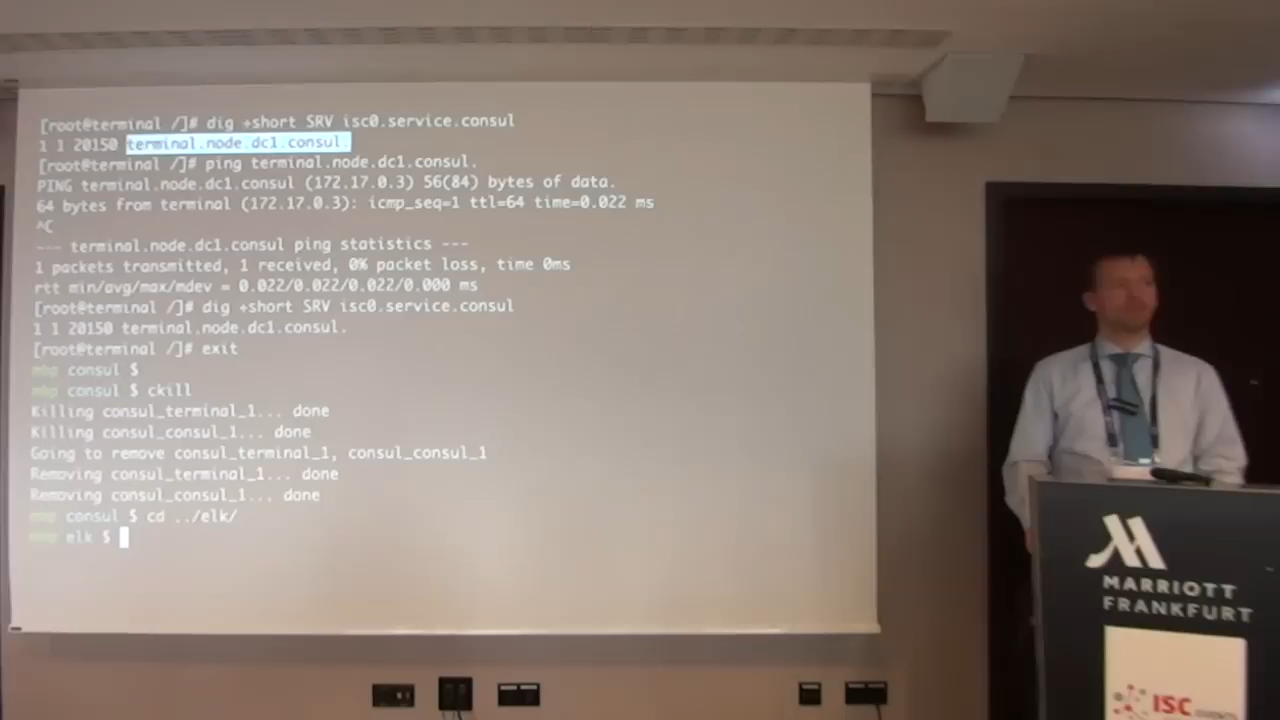 [root@terminal /]# dig +short SRV isc0.service.consul
1 1 20150 terminal.node.dc1.consul.
[root@terminal /]# ping terminal.node.dc1.consul.
PING terminal.node.dc1.consul (172.17.0.3) 56(84) bytes of data.
64 bytes from terminal (172.17.0.3): icmp_seq=1 ttl=64 time=0.022 ms
^C
--- terminal.node.dc1.consul ping statistics ---
1 packets transmitted, 1 received, 0% packet loss, time 0ms
rtt min/avg/max/mdev = 0.022/0.022/0.022/0.000 ms
[root@terminal /]# dig +short SRV isc0.service.consul
1 1 20150 terminal.node.dc1.consul.
[root@terminal /]# exit
consul $
consul $ ckill
Killing consul_terminal_1... done
Killing consul_consul_1... done
Going to remove consul_terminal_1, consul_consul_1
Removing consul_terminal_1... done
Removing consul_consul_1... done
consul $ cd ../elk/
elk $
MARRIOTT
FRANKFURT
ISC